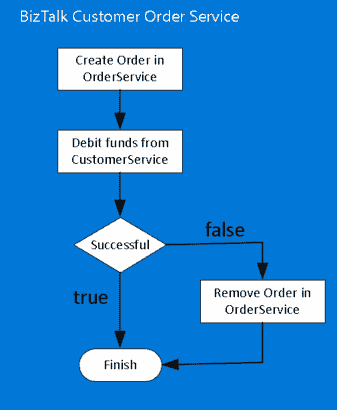 BizTalk Customer Order Service
Create Order in
OrderService
Debit funds from
CustomerService
Successful
false
true
Remove Order in
OrderService
Finish